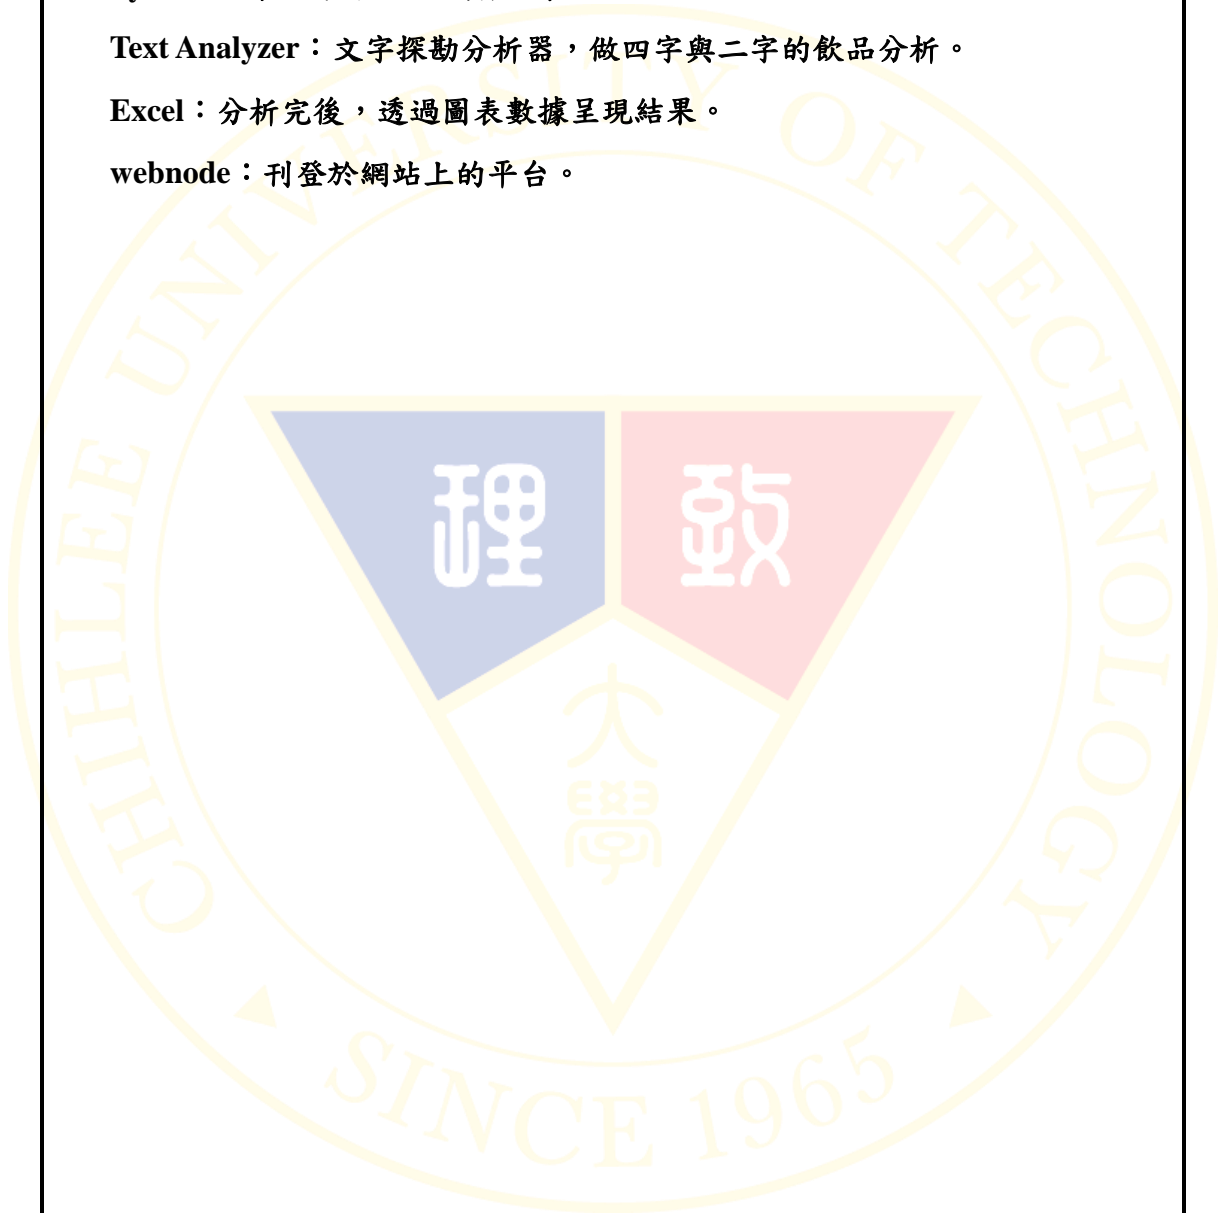 Text Analyzer：文字探勘分析器，做四字與二字的飲品分析。
Excel：分析完後，透過圖表數據呈現結果。
webnode：刊登於網站上的平台。
CHIHLEE UNIVERSITY OF TECHNOLOGY
理 致
大
學
SINCE 1965